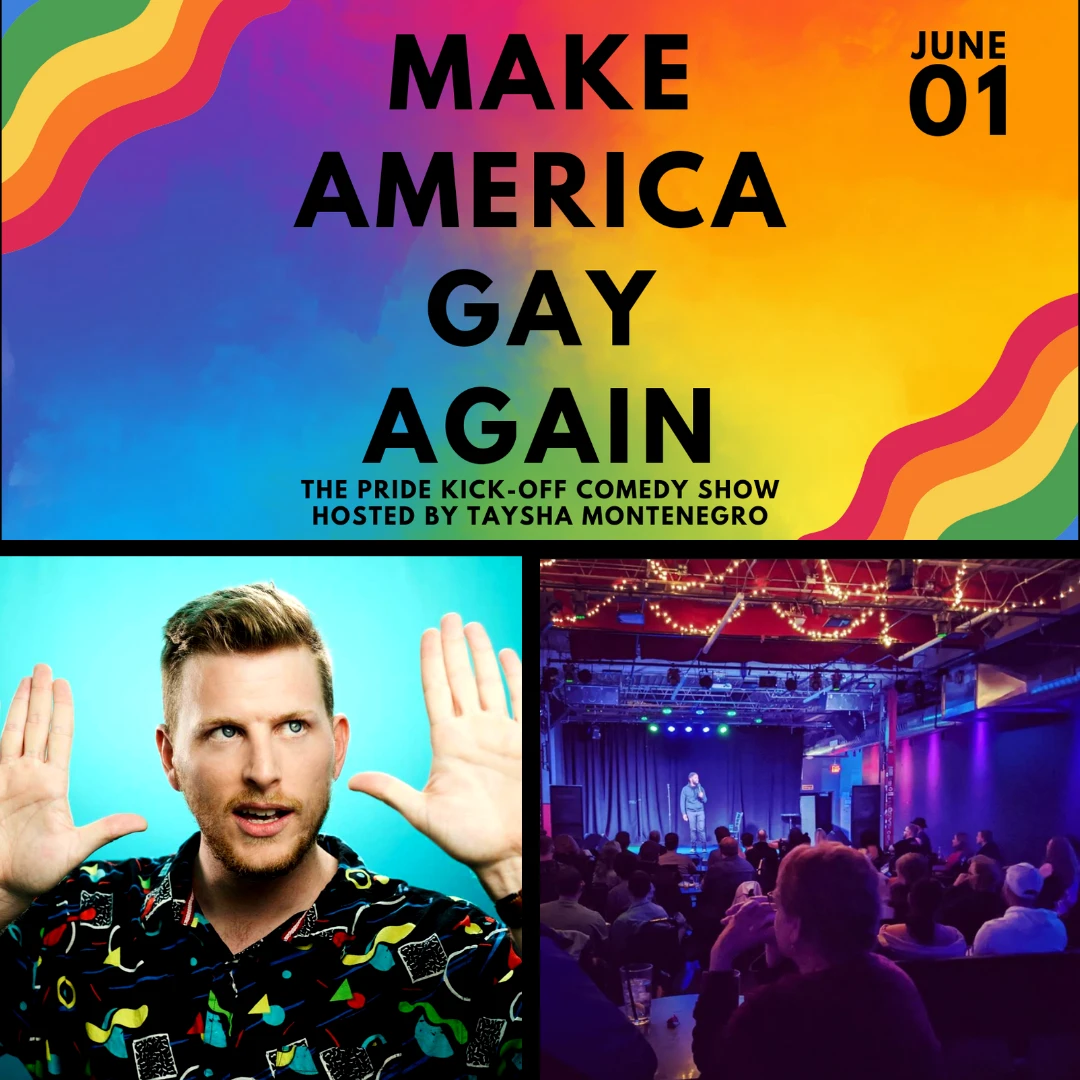 MAKE
AMERICA
GAY
AGAIN
JUNE
01
THE PRIDE KICK-OFF COMEDY SHOW
HOSTED BY TAYSHA MONTENEGRO